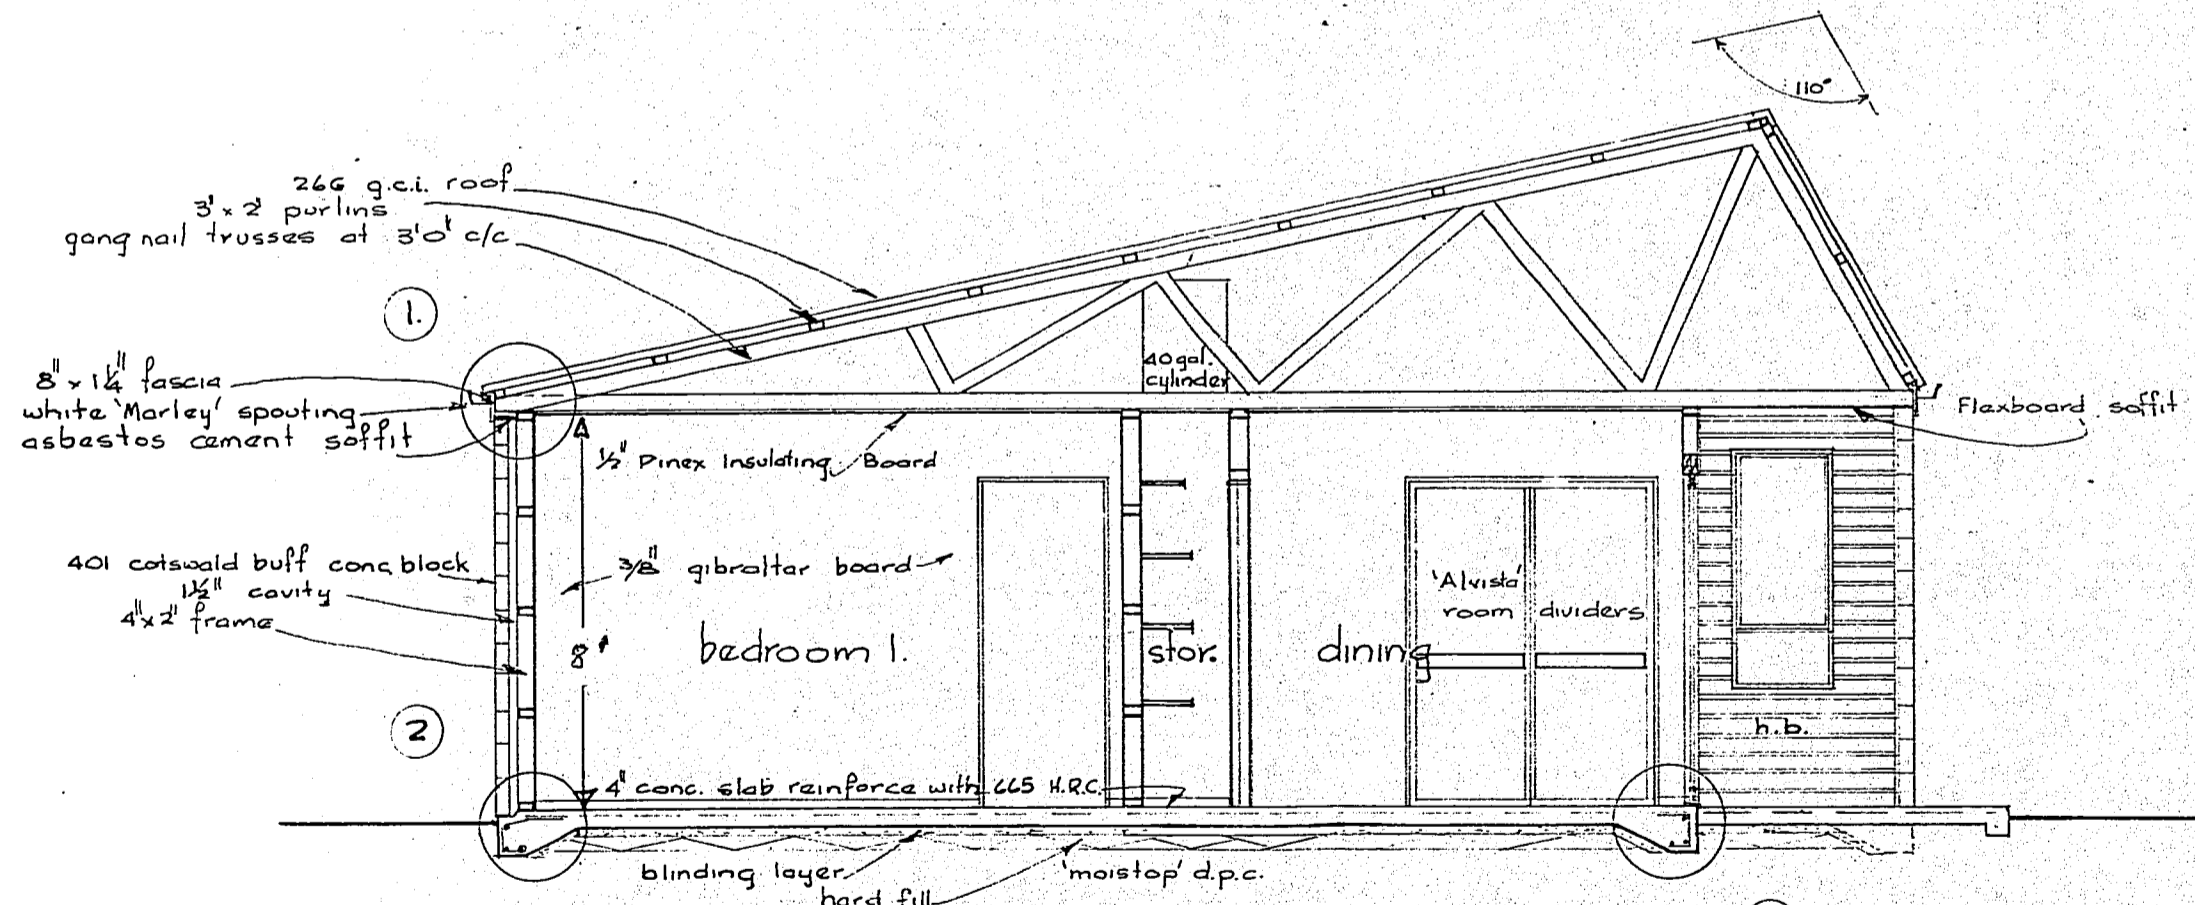 110°
26G g.c.i. roof
3" x 2" purlins
gang nail trusses at 3'0" c/c
1.
8" x 1¼" fascia
white 'Marley' spouting
asbestos cement soffit
40 gal.
cylinder
Flexboard soffit
½" Pinex Insulating Board
401 cotswald buff conc block
1½" cavity
4"x2" frame
3/8" gibraltar board
'Alvista'
room dividers
8'
bedroom 1.
stor.
dining
2
h.b.
4" conc. slab reinforce with 665 H.R.C.
blinding layer
'moistop' d.p.c.
hard fill